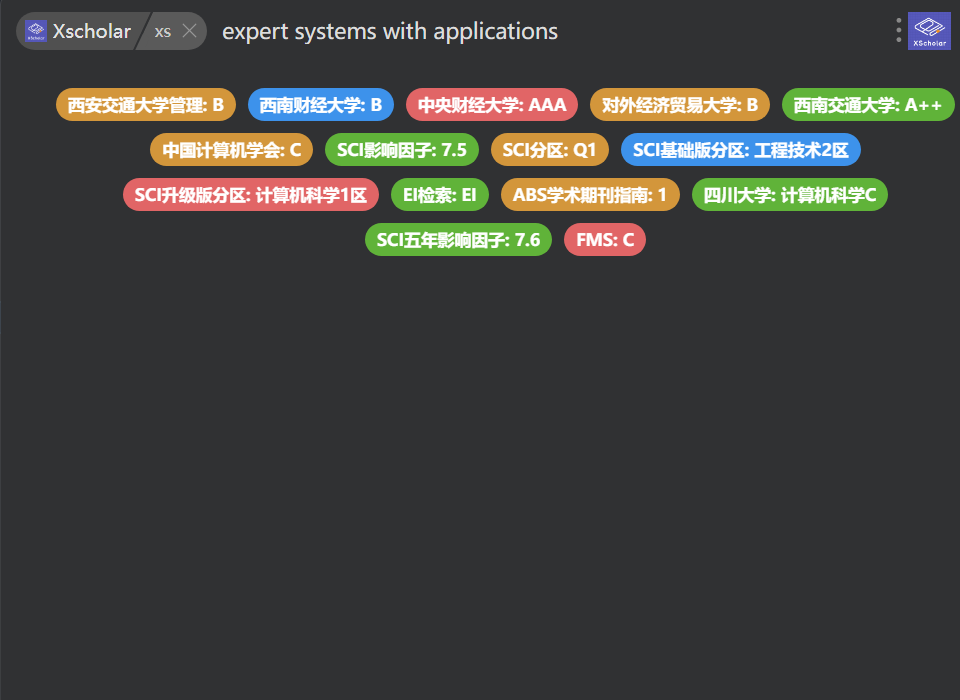 Xscholar xs expert systems with applications XScholar
西安交通大学管理: B 西南财经大学: B 中央财经大学: AAA 对外经济贸易大学: B 西南交通大学: A++
中国计算机学会: C SCI影响因子: 7.5 SCI分区: Q1 SCI基础版分区: 工程技术2区
SCI升级版分区: 计算机科学1区 EI检索: EI ABS学术期刊指南: 1 四川大学: 计算机科学C
SCI五年影响因子: 7.6 FMS: C